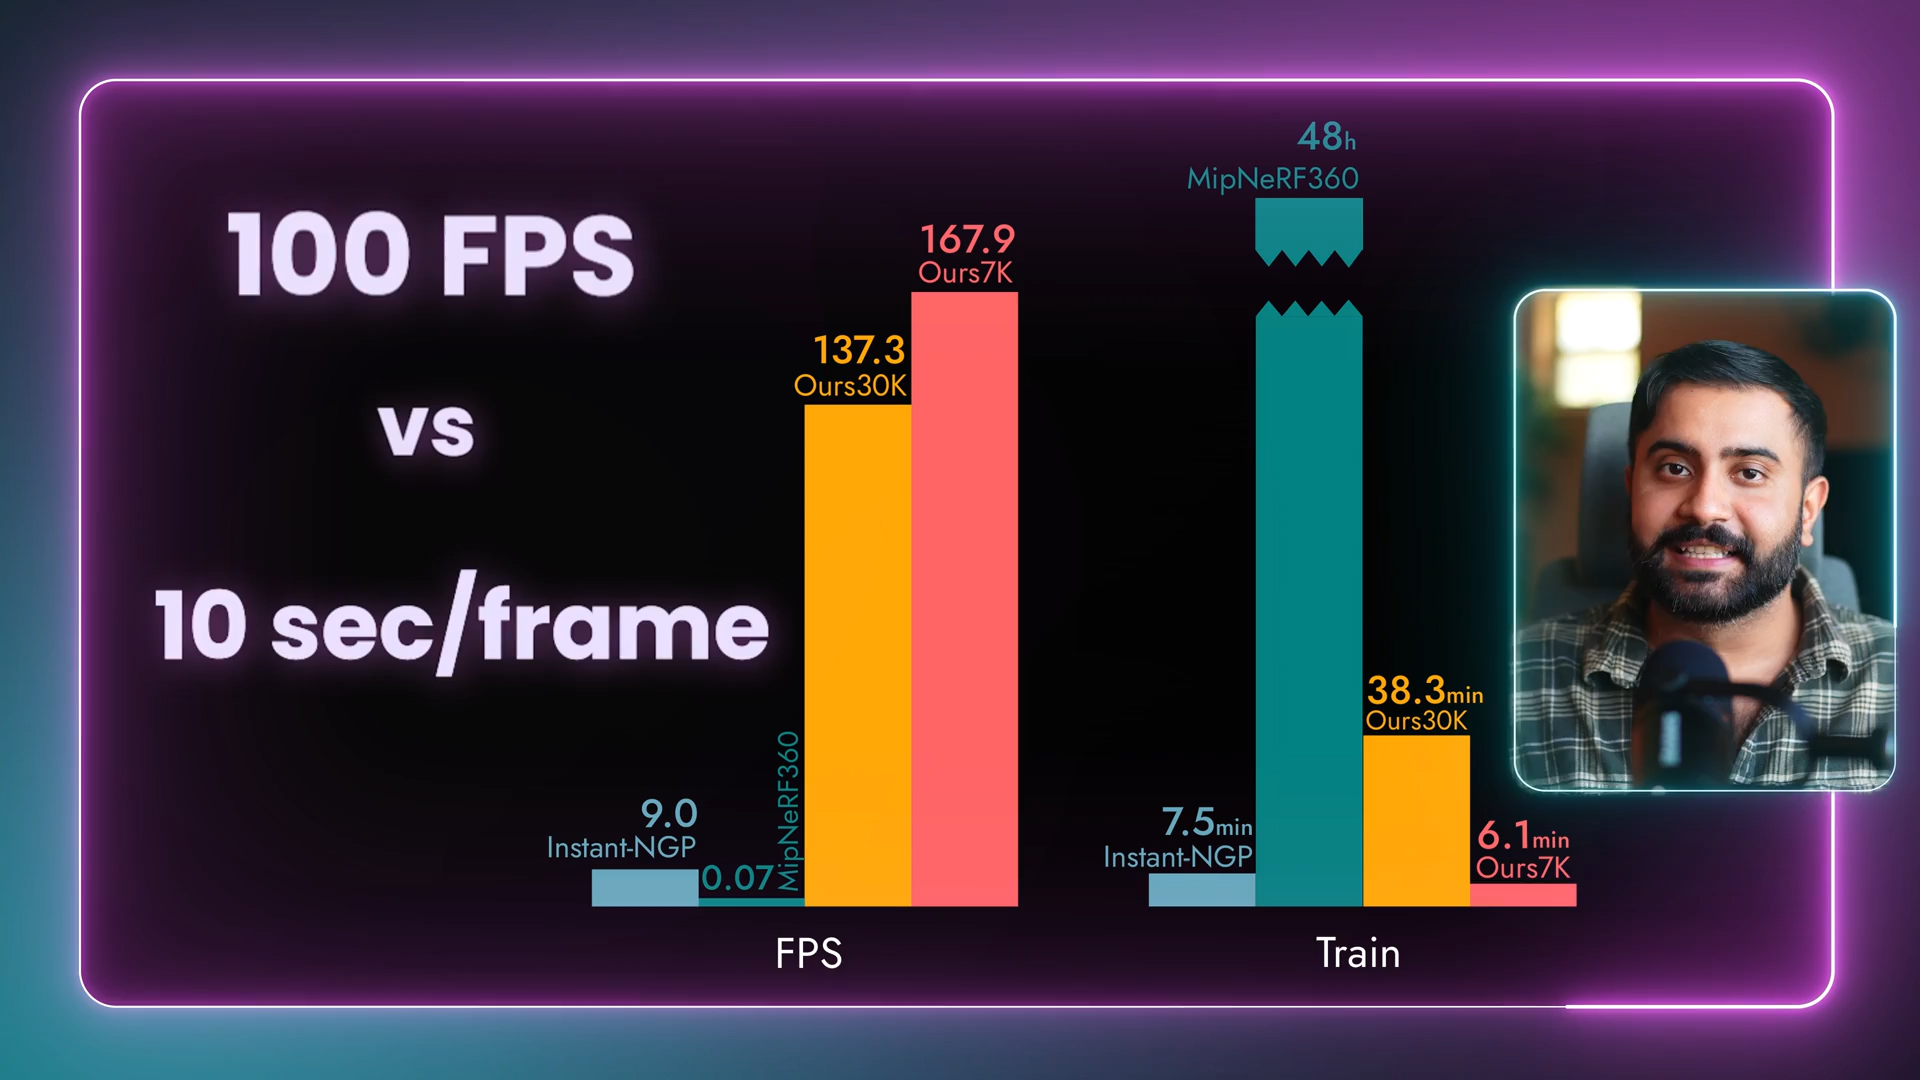 100 FPS
vs
10 sec/frame
9.0
Instant-NGP
0.07
MipNeRF360
137.3
Ours30K
167.9
Ours7K
FPS
7.5min
Instant-NGP
48h
MipNeRF360
38.3min
Ours30K
6.1min
Ours7K
Train